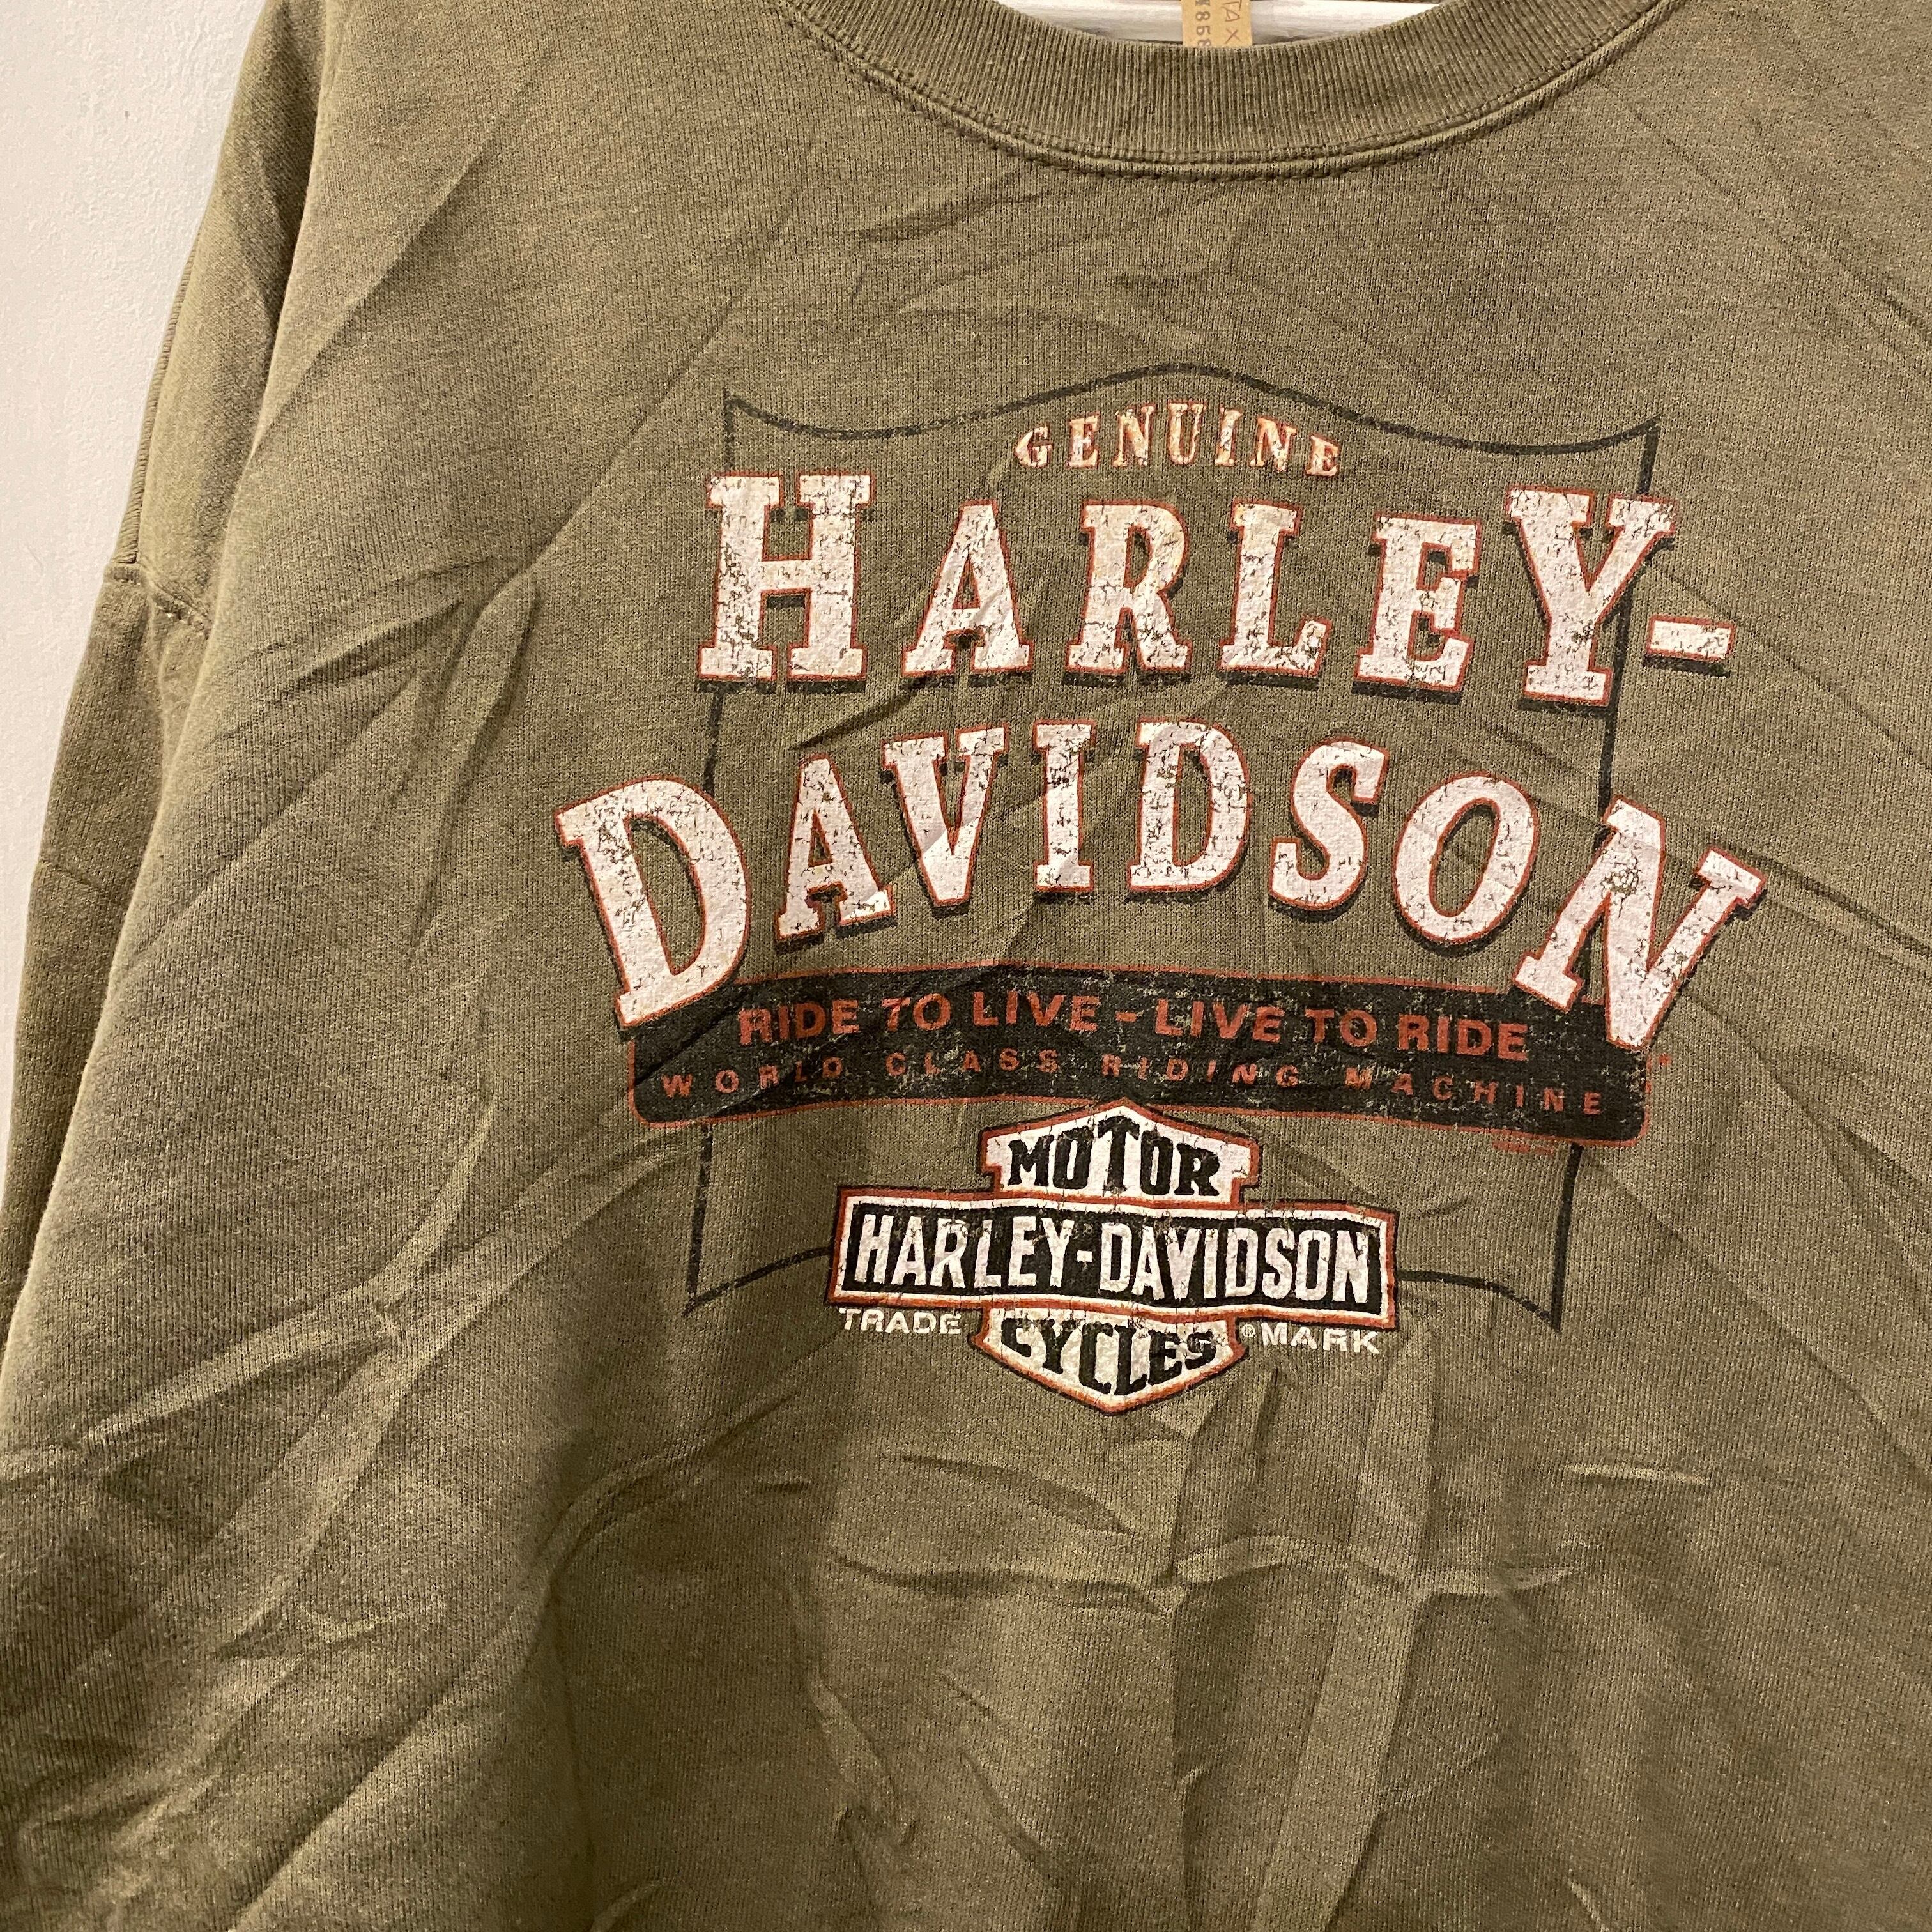 GENUINE
HARLEY-
DAVIDSON
RIDE TO LIVE - LIVE TO RIDE
WORLD CLASS RIDING MACHINE
MOTOR
HARLEY-DAVIDSON
TRADE CYCLES ®MARK